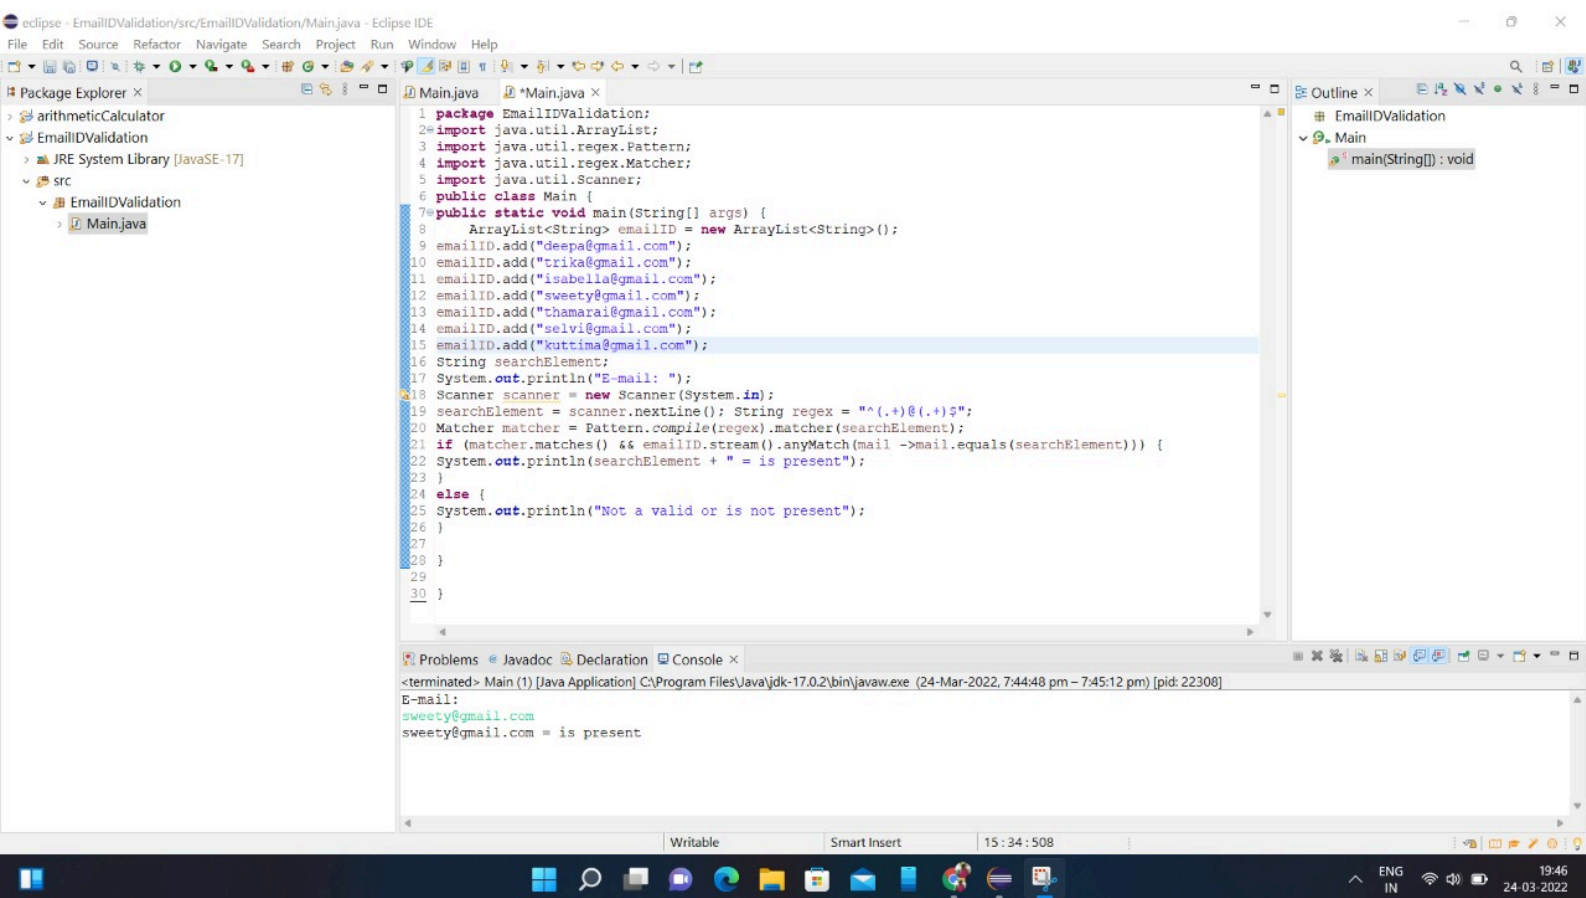 eclipse - EmailIDValidation/src/EmailIDValidation/Main.java - Eclipse IDE
File Edit Source Refactor Navigate Search Project Run Window Help
Package Explorer
arithmeticCalculator
EmailIDValidation
JRE System Library [JavaSE-17]
src
EmailIDValidation
Main.java
Main.java *Main.java
1 package EmailIDValidation;
2 import java.util.ArrayList;
3 import java.util.regex.Pattern;
4 import java.util.regex.Matcher;
5 import java.util.Scanner;
6 public class Main {
7 public static void main(String[] args) {
8 ArrayList<String> emailID = new ArrayList<String>();
9 emailID.add("deepa@gmail.com");
10 emailID.add("trika@gmail.com");
11 emailID.add("isabella@gmail.com");
12 emailID.add("sweety@gmail.com");
13 emailID.add("thamarai@gmail.com");
14 emailID.add("selvi@gmail.com");
15 emailID.add("kuttima@gmail.com");
16 String searchElement;
17 System.out.println("E-mail: ");
18 Scanner scanner = new Scanner(System.in);
19 searchElement = scanner.nextLine(); String regex = "^(.+)@(.+)$";
20 Matcher matcher = Pattern.compile(regex).matcher(searchElement);
21 if (matcher.matches() && emailID.stream().anyMatch(mail ->mail.equals(searchElement))) {
22 System.out.println(searchElement + " = is present");
23 }
24 else {
25 System.out.println("Not a valid or is not present");
26 }
27
28 }
29
30 }
Outline
EmailIDValidation
Main
main(String[]) : void
Problems Javadoc Declaration Console
<terminated> Main (1) [Java Application] C:\Program Files\Java\jdk-17.0.2\bin\javaw.exe (24-Mar-2022, 7:44:48 pm – 7:45:12 pm) [pid: 22308]
E-mail:
sweety@gmail.com
sweety@gmail.com = is present
Writable Smart Insert 15 : 34 : 508
ENG
IN
19:46
24-03-2022